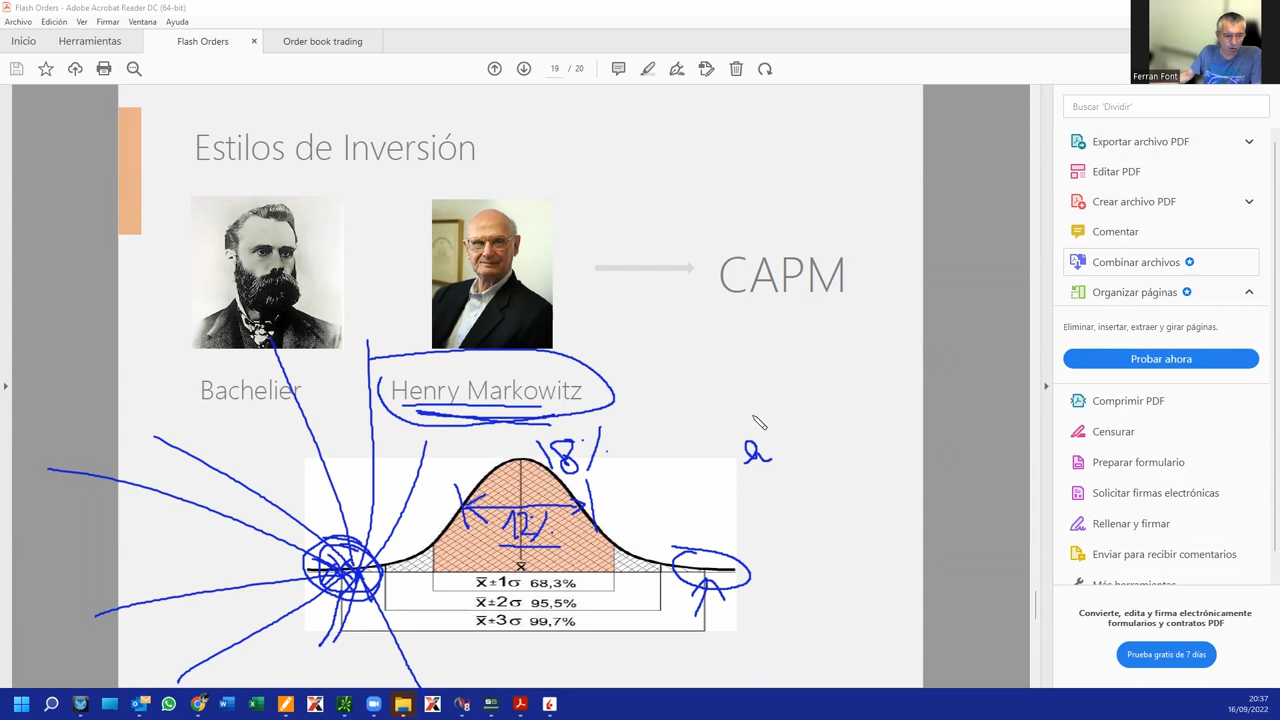 Flash Orders - Adobe Acrobat Reader DC (64-bit)
Archivo Edición Ver Firmar Ventana Ayuda
Inicio Herramientas Flash Orders × Order book trading
19 / 20
Ferran Font
Buscar 'Dividir'
Exportar archivo PDF
Editar PDF
Crear archivo PDF
Comentar
Combinar archivos
Organizar páginas
Eliminar, insertar, extraer y girar páginas.
Probar ahora
Comprimir PDF
Censurar
Preparar formulario
Solicitar firmas electrónicas
Rellenar y firmar
Enviar para recibir comentarios
Más herramientas
Convierte, edita y firma electrónicamente
formularios y contratos PDF
Prueba gratis de 7 días
Estilos de Inversión
CAPM
Bachelier Henry Markowitz
18%
12%
x
x̄±1σ 68,3%
x̄±2σ 95,5%
x̄±3σ 99,7%
20:37
16/09/2022